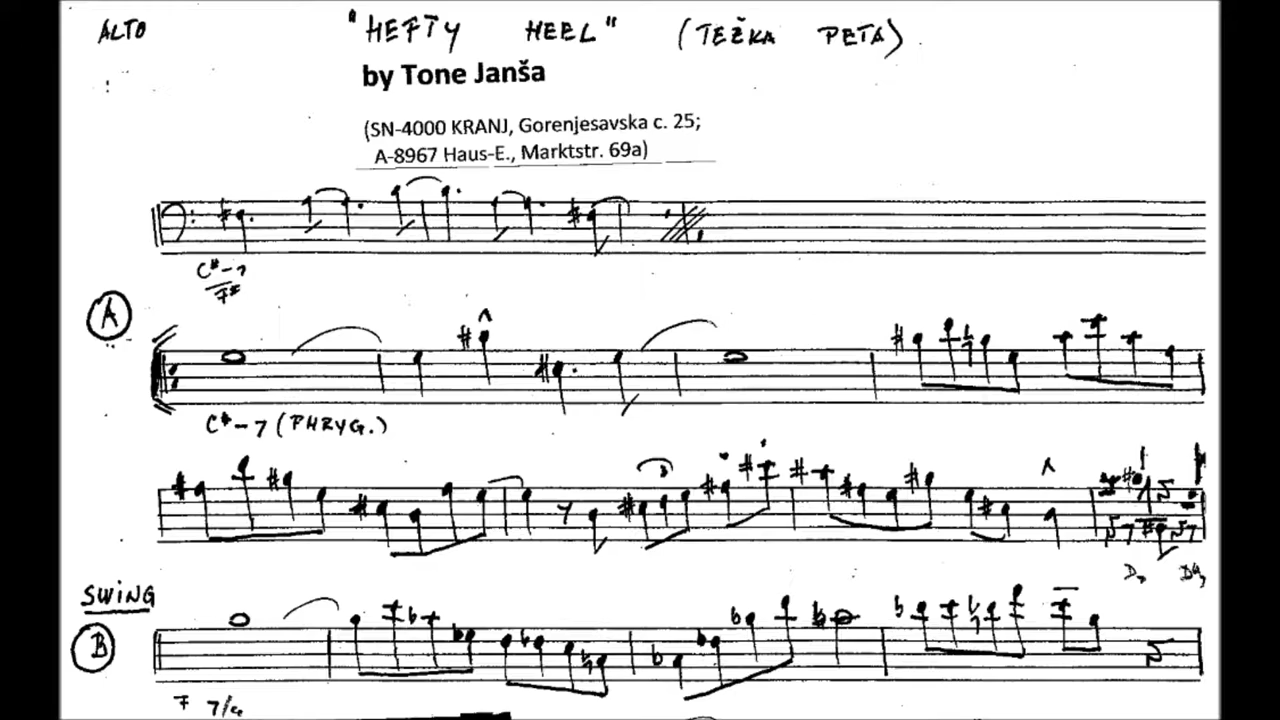 ALTO "HEFTY HEEL" (TEŽKA PETA)
by Tone Janša
(SN-4000 KRANJ, Gorenjesavska c. 25;
A-8967 Haus-E., Marktstr. 69a)
C#-7
F#
A
C#-7 (PHRYG.)
SWING
B
F 7/4